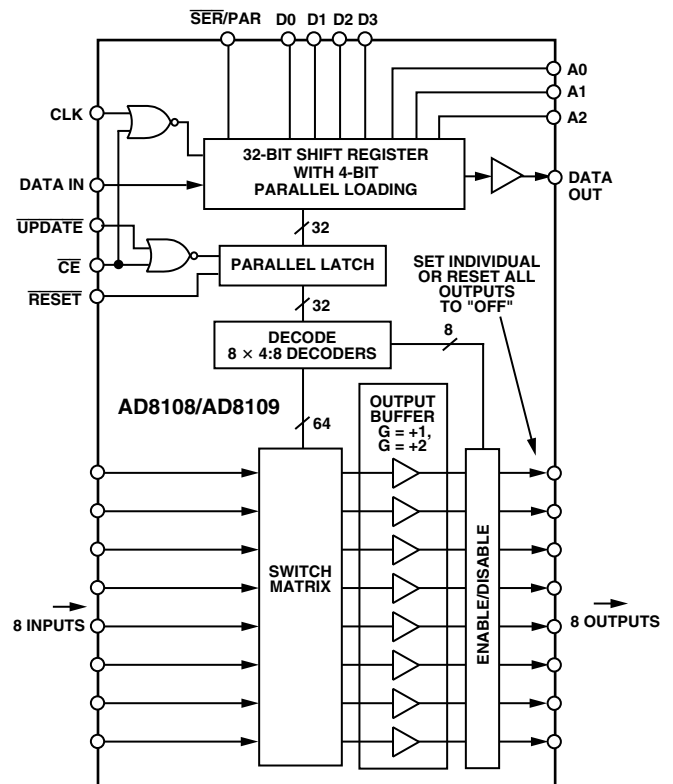 SER/PAR D0 D1 D2 D3
A0
A1
A2
CLK
32-BIT SHIFT REGISTER
WITH 4-BIT
PARALLEL LOADING
DATA IN
DATA
OUT
UPDATE
32
CE
PARALLEL LATCH
RESET
SET INDIVIDUAL
OR RESET ALL
OUTPUTS
TO "OFF"
32
DECODE
8 × 4:8 DECODERS
8
AD8108/AD8109
64
OUTPUT
BUFFER
G = +1,
G = +2
SWITCH
MATRIX
ENABLE/DISABLE
8 INPUTS
8 OUTPUTS